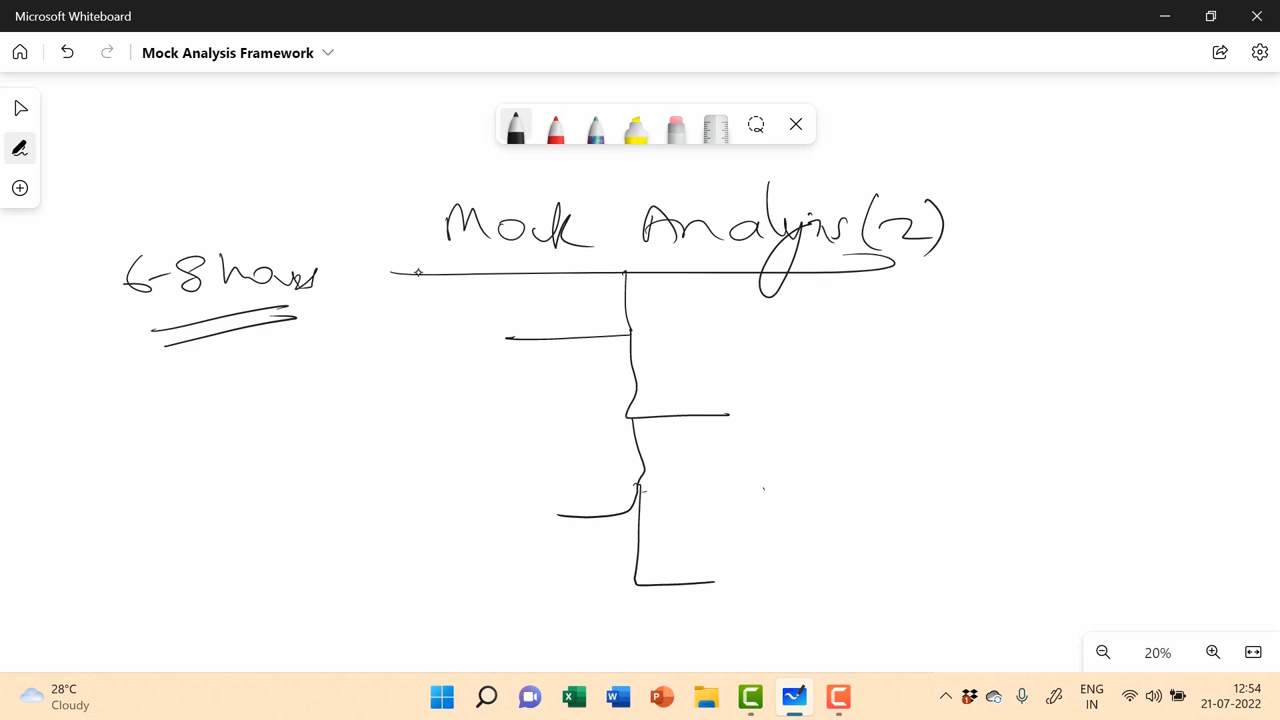 Microsoft Whiteboard
Mock Analysis Framework
Mock Analysis (2)
6-8 hours
20%
28°C
Cloudy
ENG
IN
12:54
21-07-2022